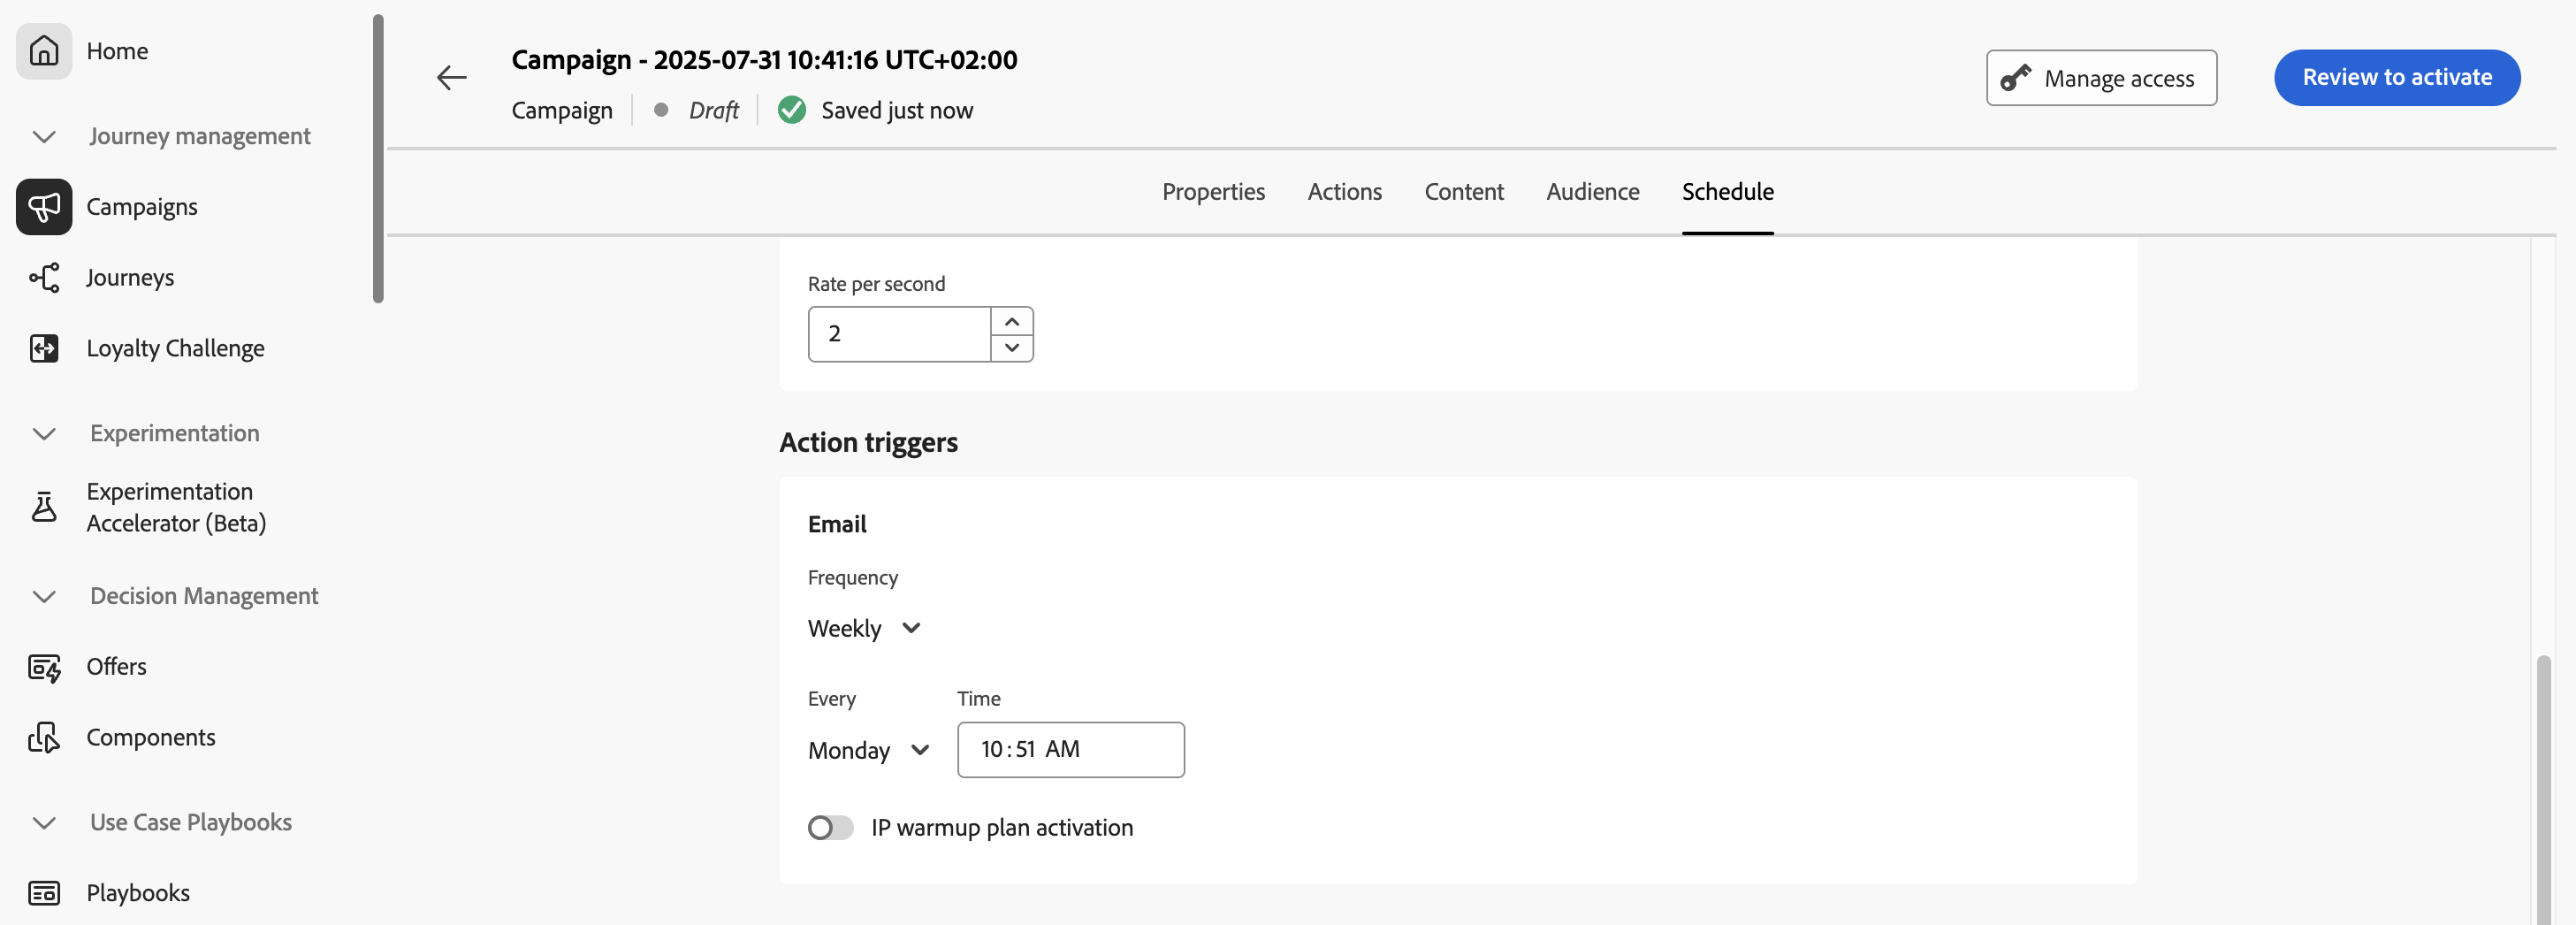 Home
Journey management
Campaigns
Journeys
Loyalty Challenge
Experimentation
Experimentation
Accelerator (Beta)
Decision Management
Offers
Components
Use Case Playbooks
Playbooks
Campaign - 2025-07-31 10:41:16 UTC+02:00
Campaign Draft Saved just now
Manage access
Review to activate
Properties Actions Content Audience Schedule
Rate per second
2
Action triggers
Email
Frequency
Weekly
Every Time
Monday 10:51 AM
IP warmup plan activation